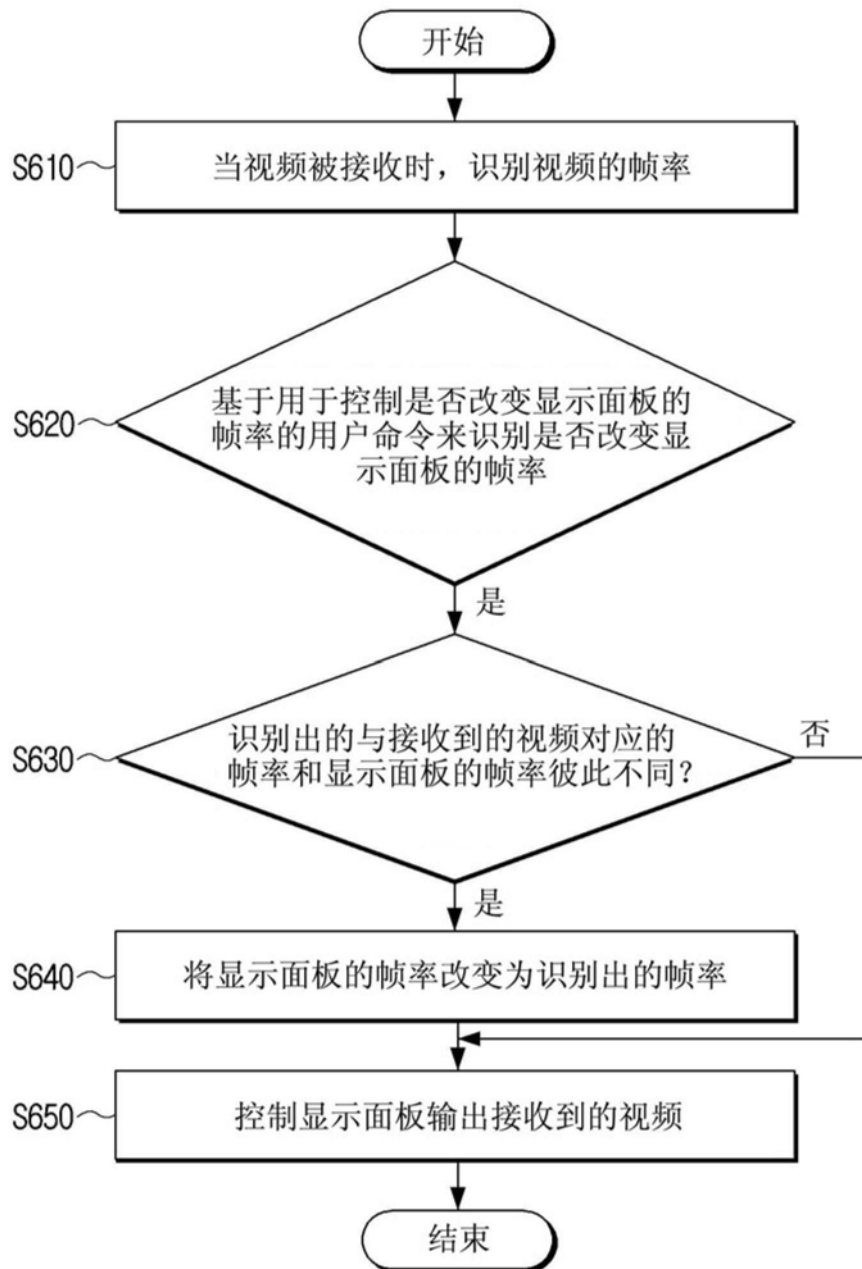 开始
S610
当视频被接收时，识别视频的帧率
S620
基于用于控制是否改变显示面板的
帧率的用户命令来识别是否改变显
示面板的帧率
是
S630
识别出的与接收到的视频对应的
帧率和显示面板的帧率彼此不同？
否
是
S640
将显示面板的帧率改变为识别出的帧率
S650
控制显示面板输出接收到的视频
结束